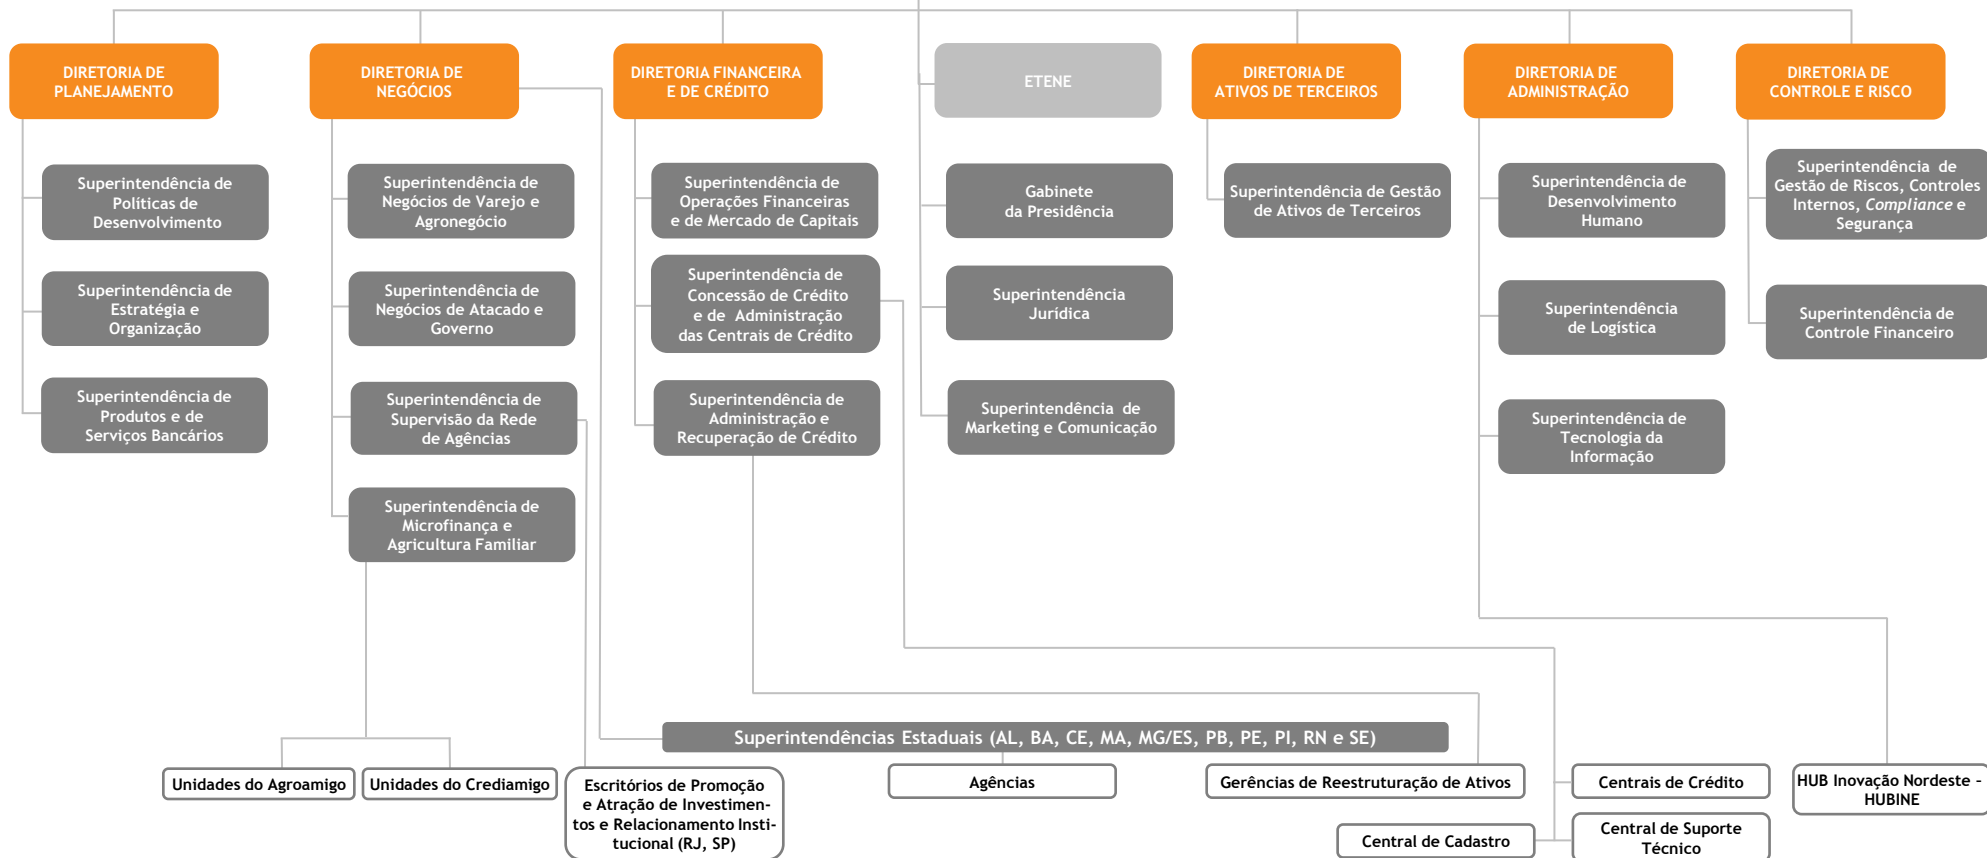 DIRETORIA DE
PLANEJAMENTO
DIRETORIA DE
NEGÓCIOS
DIRETORIA FINANCEIRA
E DE CRÉDITO
ETENE
DIRETORIA DE
ATIVOS DE TERCEIROS
DIRETORIA DE
ADMINISTRAÇÃO
DIRETORIA DE
CONTROLE E RISCO
Superintendência de
Políticas de
Desenvolvimento
Superintendência de
Estratégia e
Organização
Superintendência de
Produtos e de
Serviços Bancários
Superintendência de
Negócios de Varejo e
Agronegócio
Superintendência de
Negócios de Atacado e
Governo
Superintendência de
Supervisão da Rede
de Agências
Superintendência de
Microfinança e
Agricultura Familiar
Superintendência de
Operações Financeiras
e de Mercado de Capitais
Superintendência de
Concessão de Crédito
e de Administração
das Centrais de Crédito
Superintendência de
Administração e
Recuperação de Crédito
Gabinete
da Presidência
Superintendência
Jurídica
Superintendência de
Marketing e Comunicação
Superintendência de Gestão
de Ativos de Terceiros
Superintendência de
Desenvolvimento
Humano
Superintendência
de Logística
Superintendência de
Tecnologia da
Informação
Superintendência de
Gestão de Riscos, Controles
Internos, Compliance e
Segurança
Superintendência de
Controle Financeiro
Superintendências Estaduais (AL, BA, CE, MA, MG/ES, PB, PE, PI, RN e SE)
Unidades do Agroamigo
Unidades do Crediamigo
Escritórios de Promoção
e Atração de Investimen-
tos e Relacionamento Insti-
tucional (RJ, SP)
Agências
Gerências de Reestruturação de Ativos
Centrais de Crédito
HUB Inovação Nordeste -
HUBINE
Central de Cadastro
Central de Suporte
Técnico